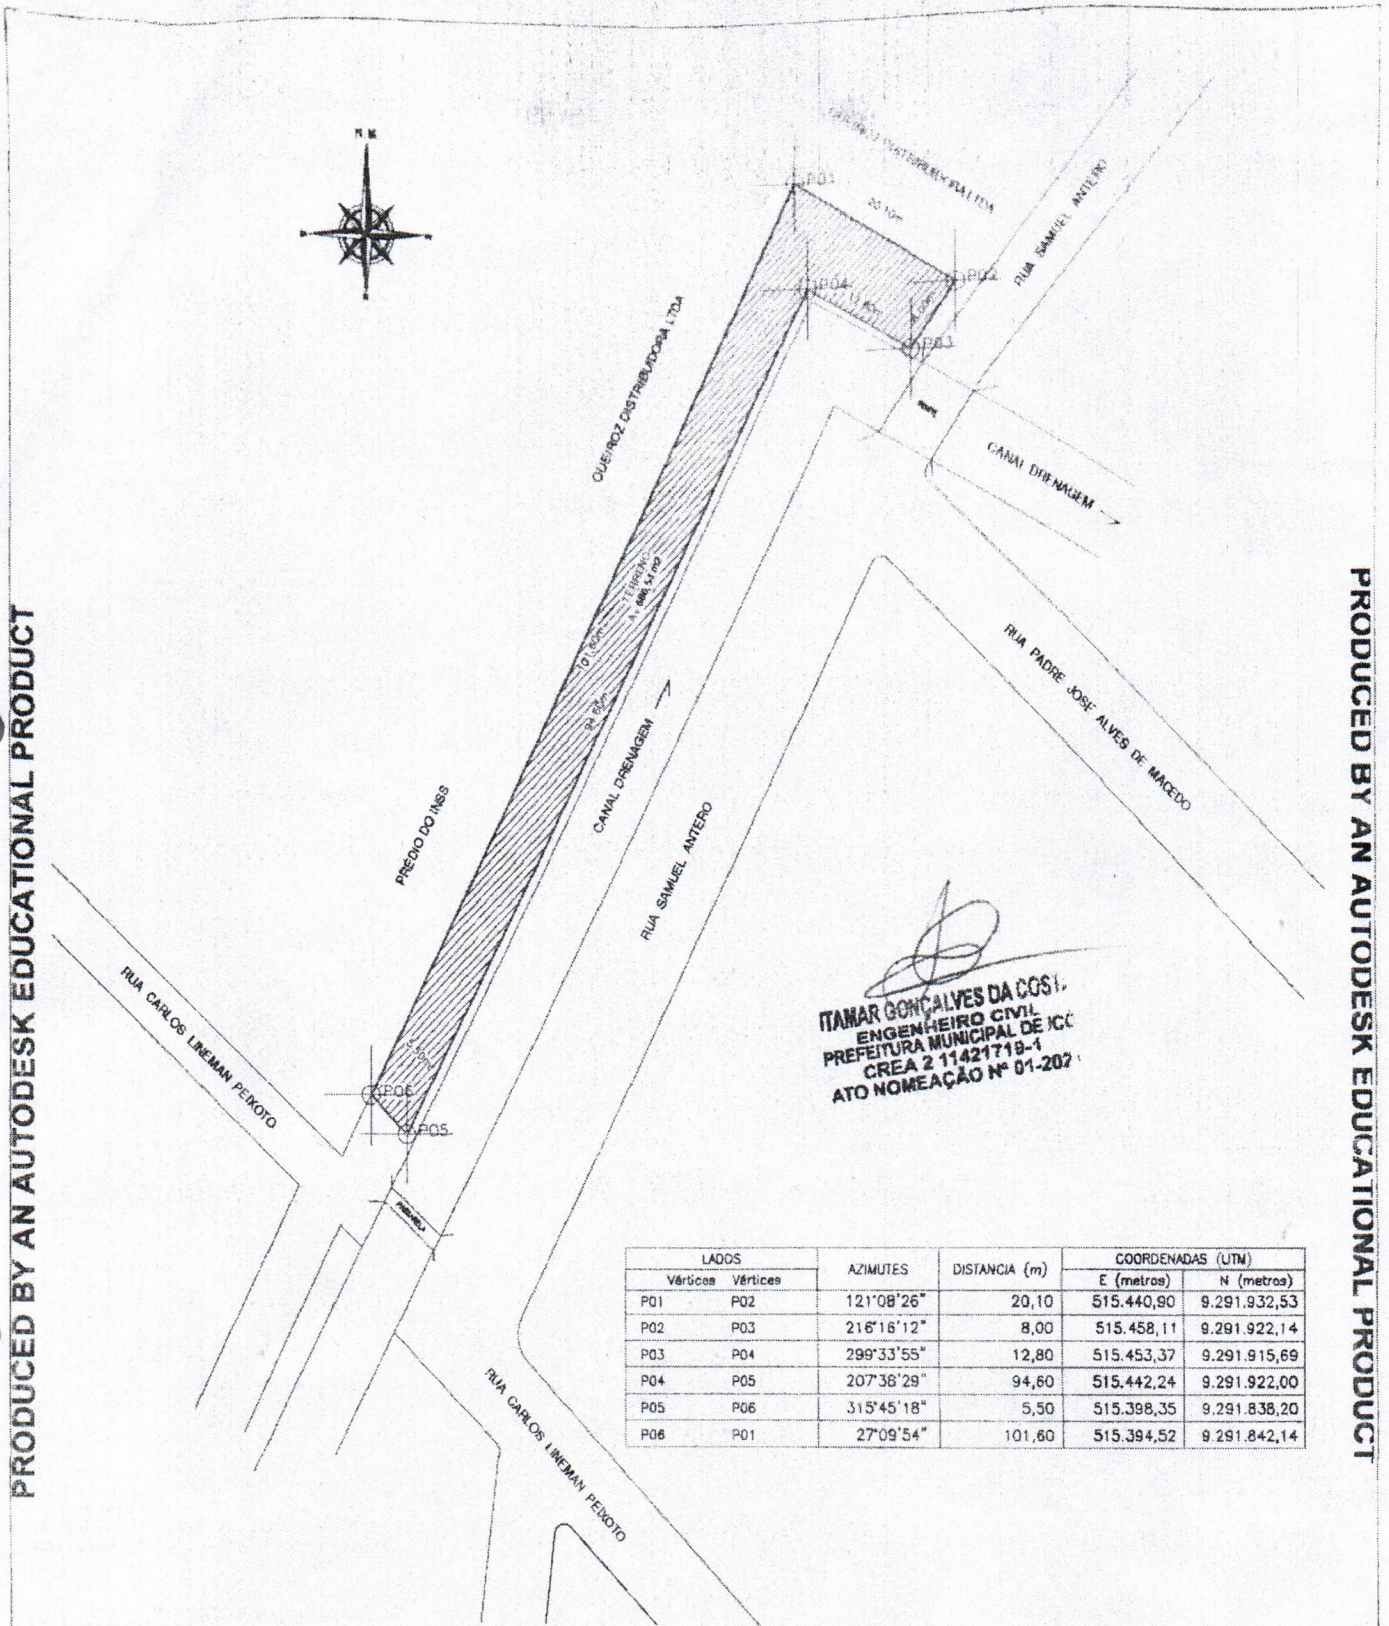 N.M.
P01
20.10m
RUA SAMUEL ANTERO
P02
P04
P03
QUEIROZ DISTRIBUIDORA LTDA
CANAL DRENAGEM
TERRENO
101.60m
94.60m
RUA PADRE JOSE ALVES DE MACEDO
CANAL DRENAGEM
RUA SAMUEL ANTERO
PRÉDIO DO INSS
RUA CARLOS LINEMAN PEIXOTO
P06
P05
PRODUCED BY AN AUTODESK EDUCATIONAL PRODUCT
PRODUCED BY AN AUTODESK EDUCATIONAL PRODUCT
ITAMAR GONÇALVES DA COST
ENGENHEIRO CIVIL
PREFEITURA MUNICIPAL DE ICÓ
CREA 2 11421719-1
ATO NOMEAÇÃO Nº 01-202
RUA CARLOS LINEMAN PEIXOTO
LADOS AZIMUTES DISTANCIA (m) COORDENADAS (UTM)
Vértices Vértices E (metros) N (metros)
P01 P02 121°08'26" 20,10 515.440,90 9.291.932,53
P02 P03 216°16'12" 8,00 515.458,11 9.291.922,14
P03 P04 299°33'55" 12,80 515.453,37 9.291.915,69
P04 P05 207°38'29" 94,60 515.442,24 9.291.922,00
P05 P06 315°45'18" 5,50 515.398,35 9.291.838,20
P06 P01 27°09'54" 101,60 515.394,52 9.291.842,14